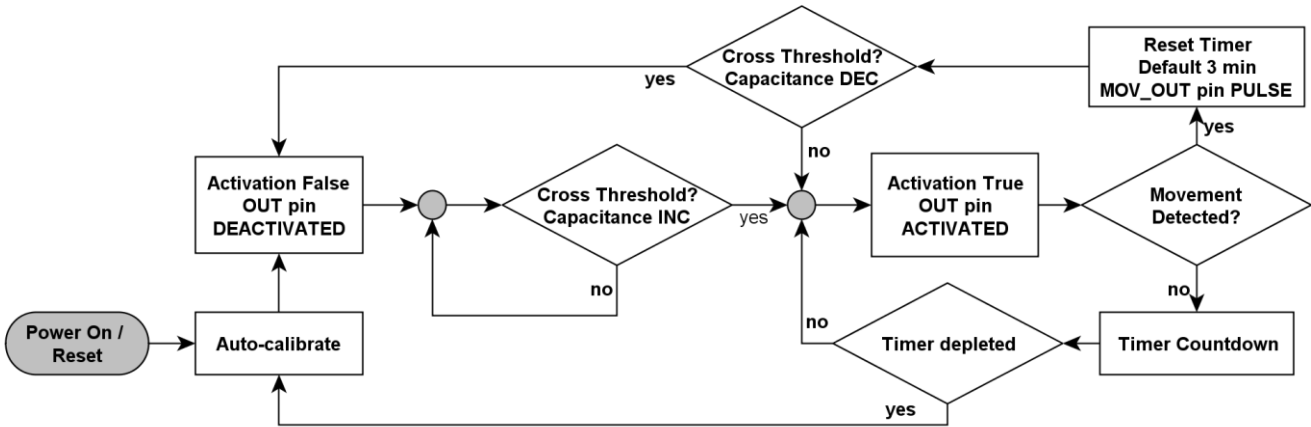 Cross Threshold?
Capacitance DEC
yes
no
Reset Timer
Default 3 min
MOV_OUT pin PULSE
yes
Activation False
OUT pin
DEACTIVATED
Cross Threshold?
Capacitance INC
yes
no
Activation True
OUT pin
ACTIVATED
Movement
Detected?
no
Power On /
Reset
Auto-calibrate
no
Timer depleted
yes
Timer Countdown